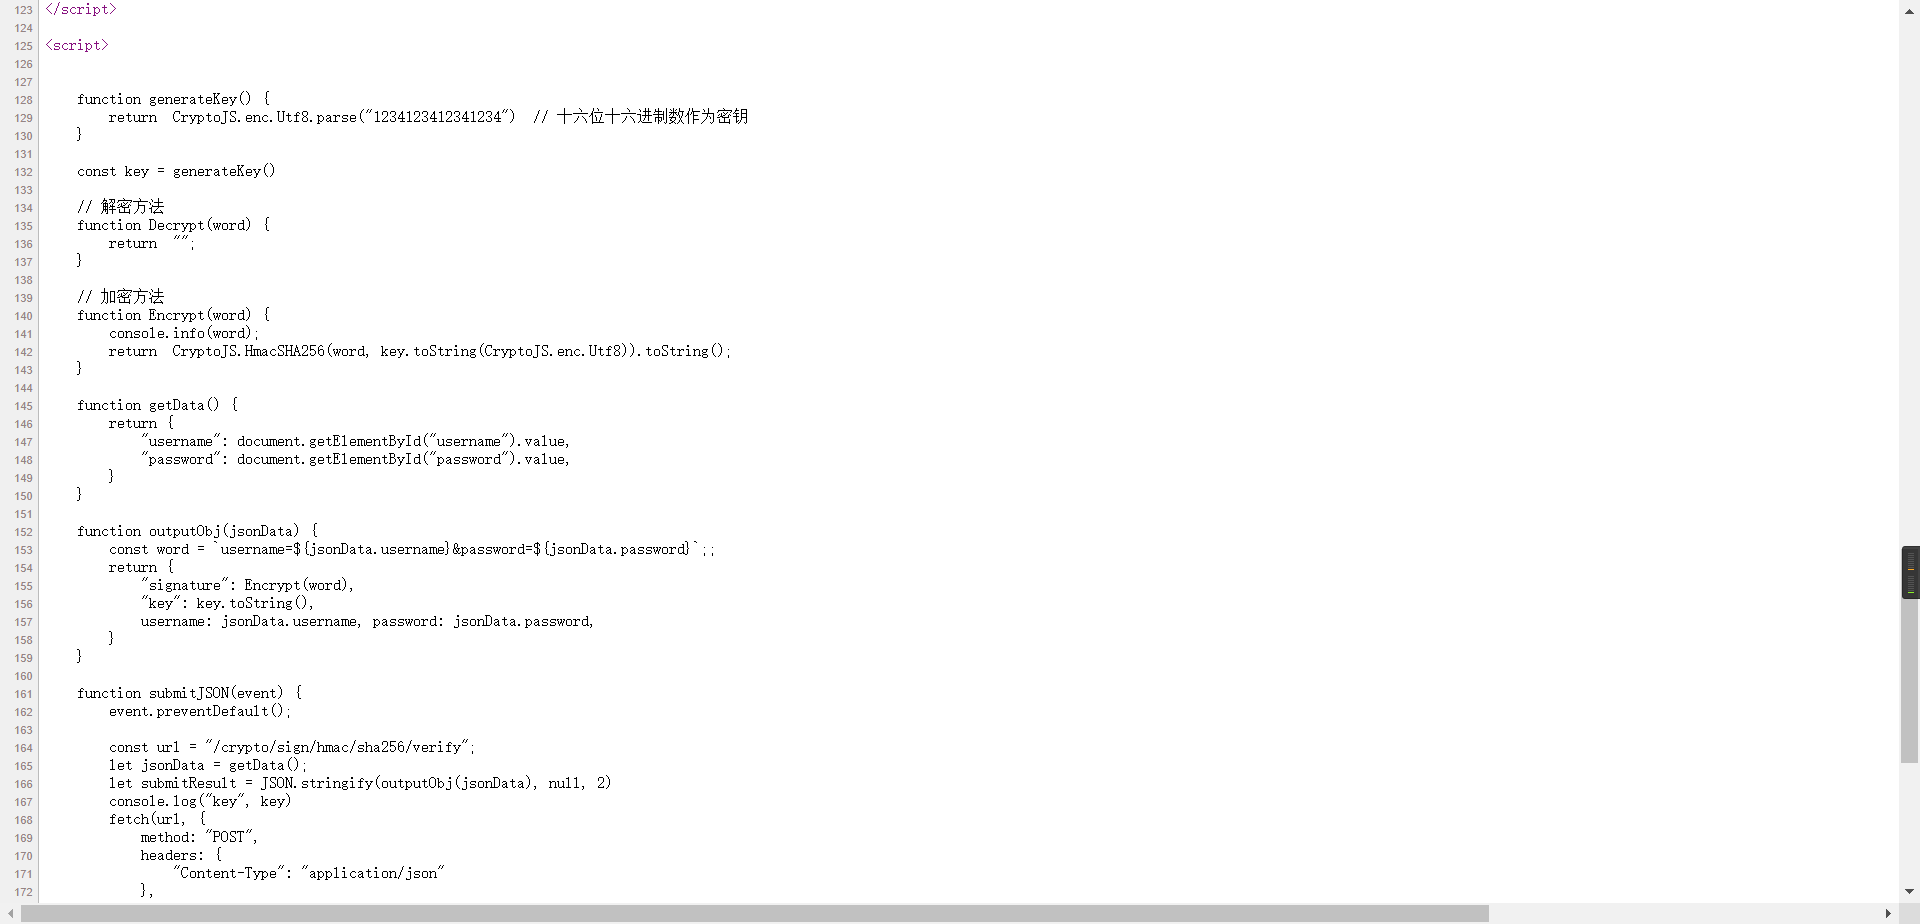 123 </script>
124
125 <script>
126
127
128     function generateKey() {
129         return  CryptoJS.enc.Utf8.parse("1234123412341234")  // 十六位十六进制数作为密钥
130     }
131
132     const key = generateKey()
133
134     // 解密方法
135     function Decrypt(word) {
136         return  "";
137     }
138
139     // 加密方法
140     function Encrypt(word) {
141         console.info(word);
142         return  CryptoJS.HmacSHA256(word, key.toString(CryptoJS.enc.Utf8)).toString();
143     }
144
145     function getData() {
146         return {
147             "username": document.getElementById("username").value,
148             "password": document.getElementById("password").value,
149         }
150     }
151
152     function outputObj(jsonData) {
153         const word = `username=${jsonData.username}&password=${jsonData.password}`;;
154         return {
155             "signature": Encrypt(word),
156             "key": key.toString(),
157             username: jsonData.username, password: jsonData.password,
158         }
159     }
160
161     function submitJSON(event) {
162         event.preventDefault();
163
164         const url = "/crypto/sign/hmac/sha256/verify";
165         let jsonData = getData();
166         let submitResult = JSON.stringify(outputObj(jsonData), null, 2)
167         console.log("key", key)
168         fetch(url, {
169             method: "POST",
170             headers: {
171                 "Content-Type": "application/json"
172             },